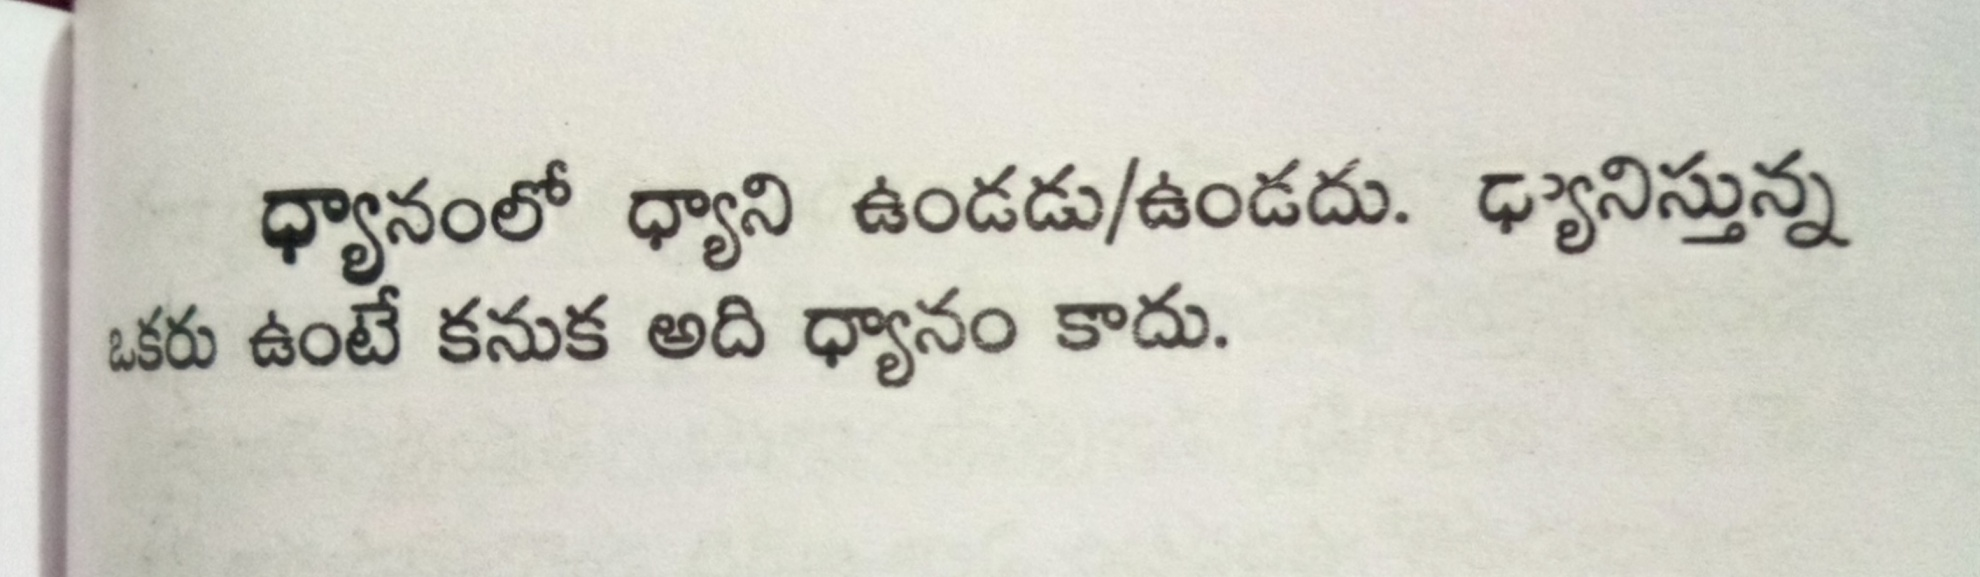 ధ్యానంలో ధ్యాని ఉండడు/ఉండదు. ధ్యానిస్తున్న
ఒకరు ఉంటే కనుక అది ధ్యానం కాదు.